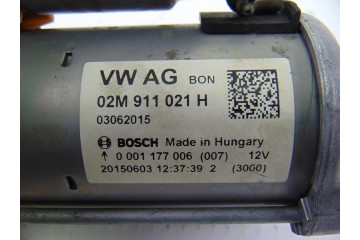 VW AG BON
02M 911 021 H
03062015
BOSCH Made in Hungary
↑ 0 001 177 006 (007) 12V
20150603 12:37:39 2 (3000)